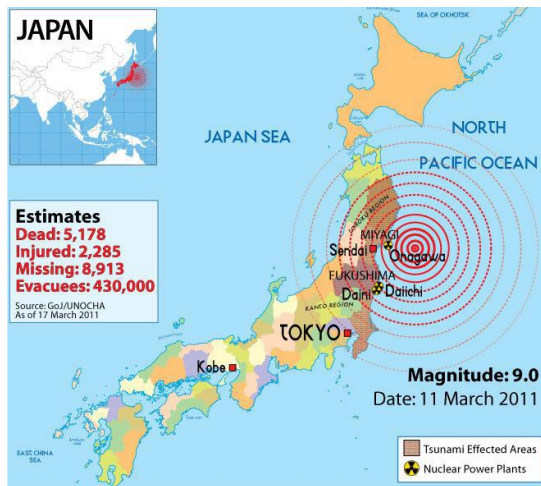 JAPAN
SEA OF OKHOTSK
JAPAN SEA
NORTH
PACIFIC OCEAN
Estimates
Dead: 5,178
Injured: 2,285
Missing: 8,913
Evacuees: 430,000
Source: GoJ/UNOCHA
As of 17 March 2011
TOHOKU REGION
MIYAGI
Sendai
Onagawa
FUKUSHIMA
Daini
Daiichi
KANTO REGION
TOKYO
Kobe
Magnitude: 9.0
Date: 11 March 2011
EAST CHINA
SEA
Tsunami Effected Areas
Nuclear Power Plants